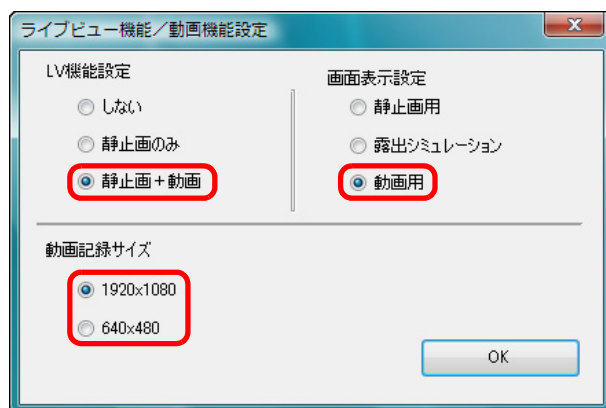 ライブビュー機能／動画機能設定
LV機能設定
しない
静止画のみ
静止画＋動画
画面表示設定
静止画用
露出シミュレーション
動画用
動画記録サイズ
1920x1080
640x480
OK